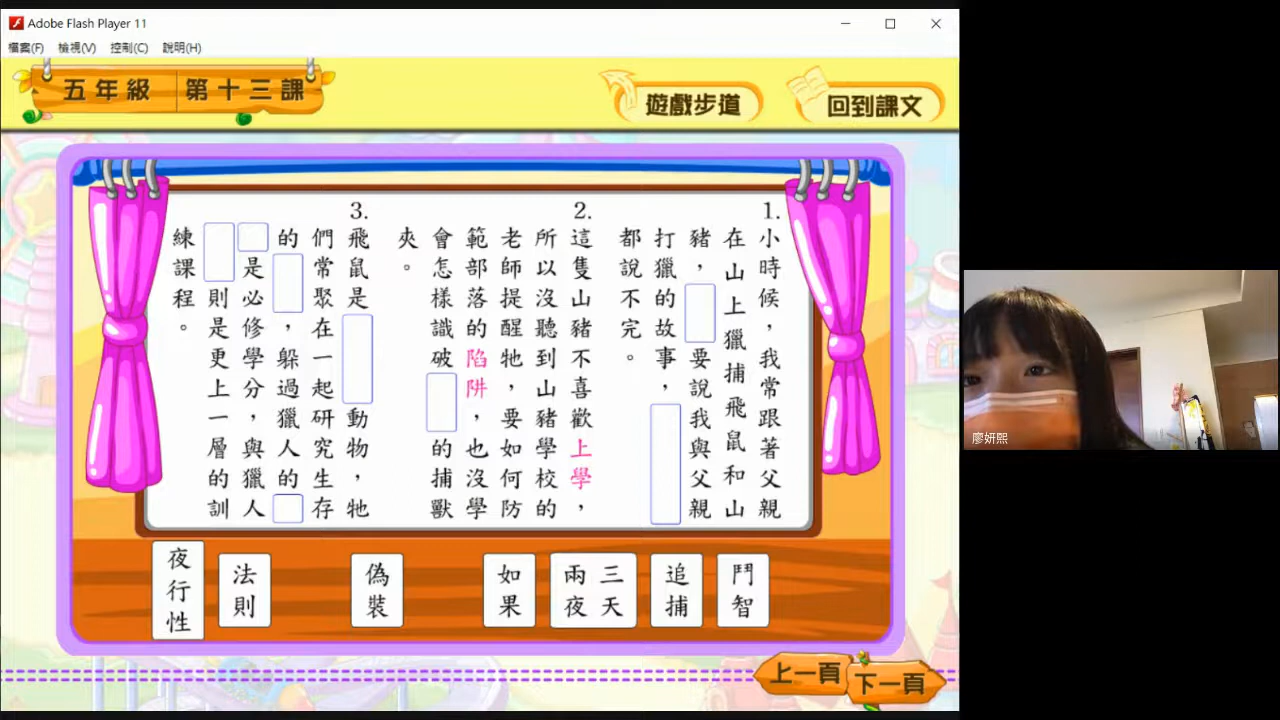 Adobe Flash Player 11
檔案(F) 檢視(V) 控制(C) 說明(H)
五年級 第十三課
遊戲步道
回到課文
1.
小時候，我常跟著父親
在山上獵捕飛鼠和山
豬，要說我與父親
打獵的故事，
都說不完。
2.
這隻山豬不喜歡上學，
所以沒聽到山豬學校的
老師提醒牠，要如何防
範部落的陷阱，也沒學
會怎樣識破的捕獸
夾。
3.
飛鼠是動物，牠
們常聚在一起研究生存
的，躲過獵人的
是必修學分，與獵人
則是更上一層的訓
練課程。
夜行性
法則
偽裝
如果
三天兩夜
追捕
鬥智
上一頁
下一頁
廖妍熙